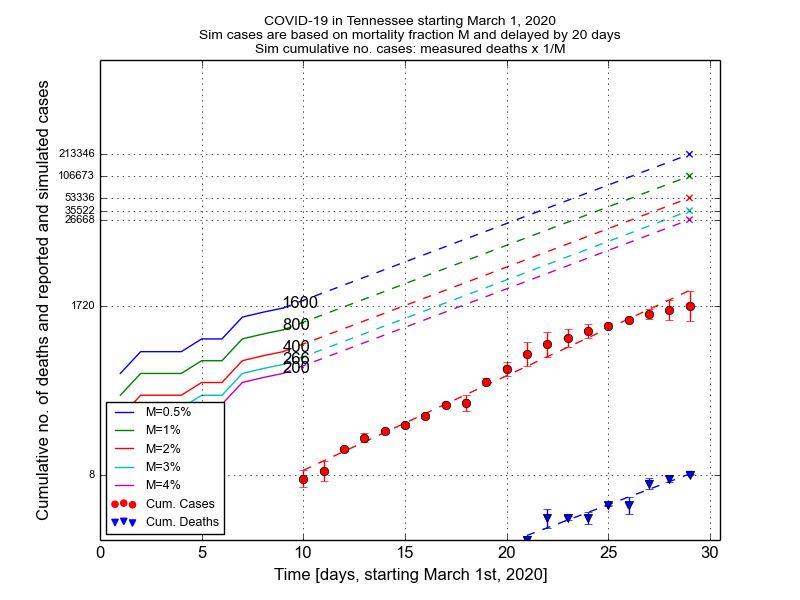 COVID-19 in Tennessee starting March 1, 2020
Sim cases are based on mortality fraction M and delayed by 20 days
Sim cumulative no. cases: measured deaths x 1/M
Cumulative no. of deaths and reported and simulated cases
213346
106673
53336
35522
26668
1720
8
1600
800
400
266
200
M=0.5%
M=1%
M=2%
M=3%
M=4%
Cum. Cases
Cum. Deaths
0 5 10 15 20 25 30
Time [days, starting March 1st, 2020]